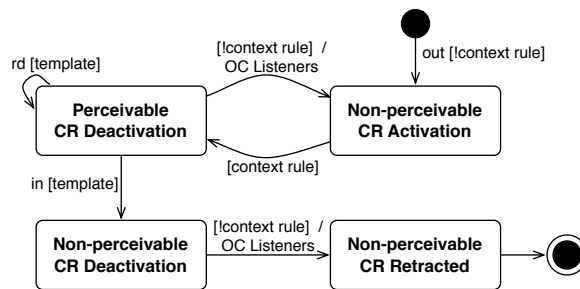 [!context rule] /
OC Listeners
out [!context rule]
rd [template]
Perceivable
CR Deactivation
Non-perceivable
CR Activation
[context rule]
in [template]
[!context rule] /
OC Listeners
Non-perceivable
CR Deactivation
Non-perceivable
CR Retracted